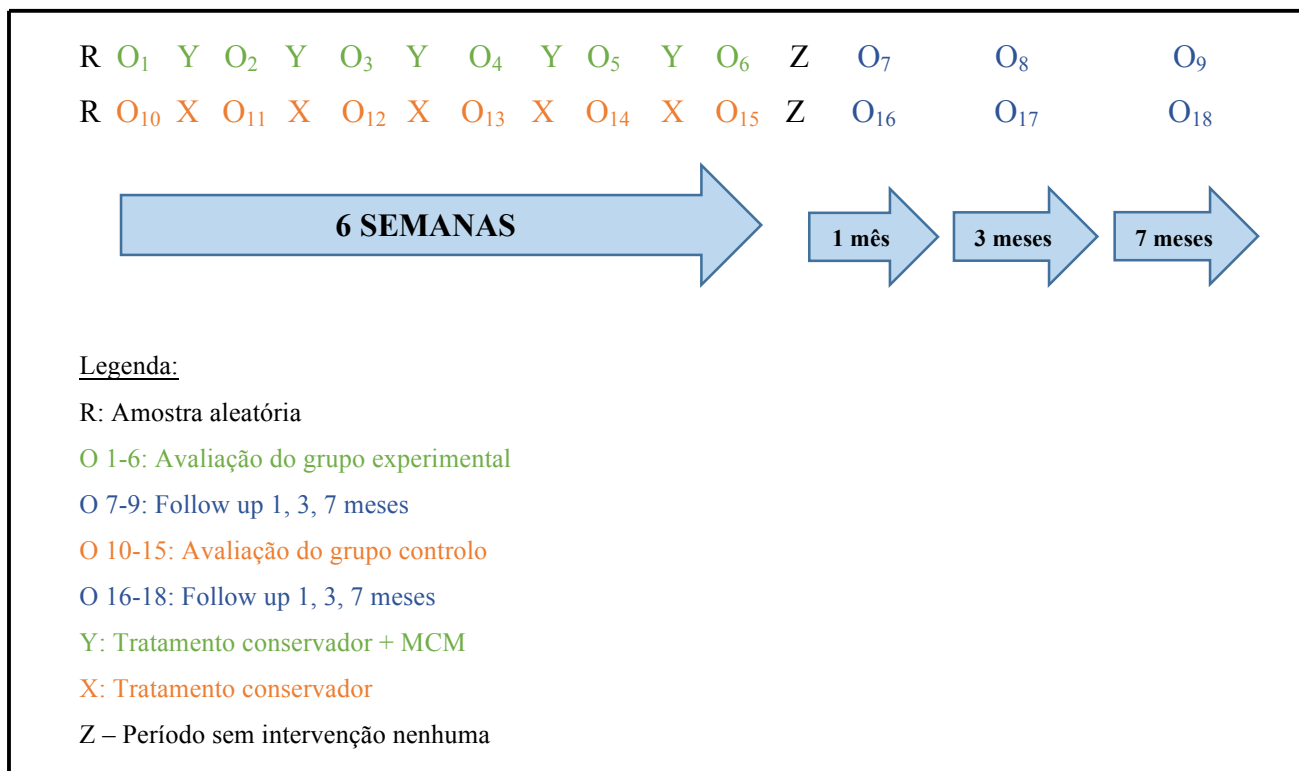 R O₁ Y O₂ Y O₃ Y O₄ Y O₅ Y O₆ Z O₇ O₈ O₉
R O₁₀ X O₁₁ X O₁₂ X O₁₃ X O₁₄ X O₁₅ Z O₁₆ O₁₇ O₁₈
6 SEMANAS 1 mês 3 meses 7 meses
Legenda:
R: Amostra aleatória
O 1-6: Avaliação do grupo experimental
O 7-9: Follow up 1, 3, 7 meses
O 10-15: Avaliação do grupo controlo
O 16-18: Follow up 1, 3, 7 meses
Y: Tratamento conservador + MCM
X: Tratamento conservador
Z – Período sem intervenção nenhuma